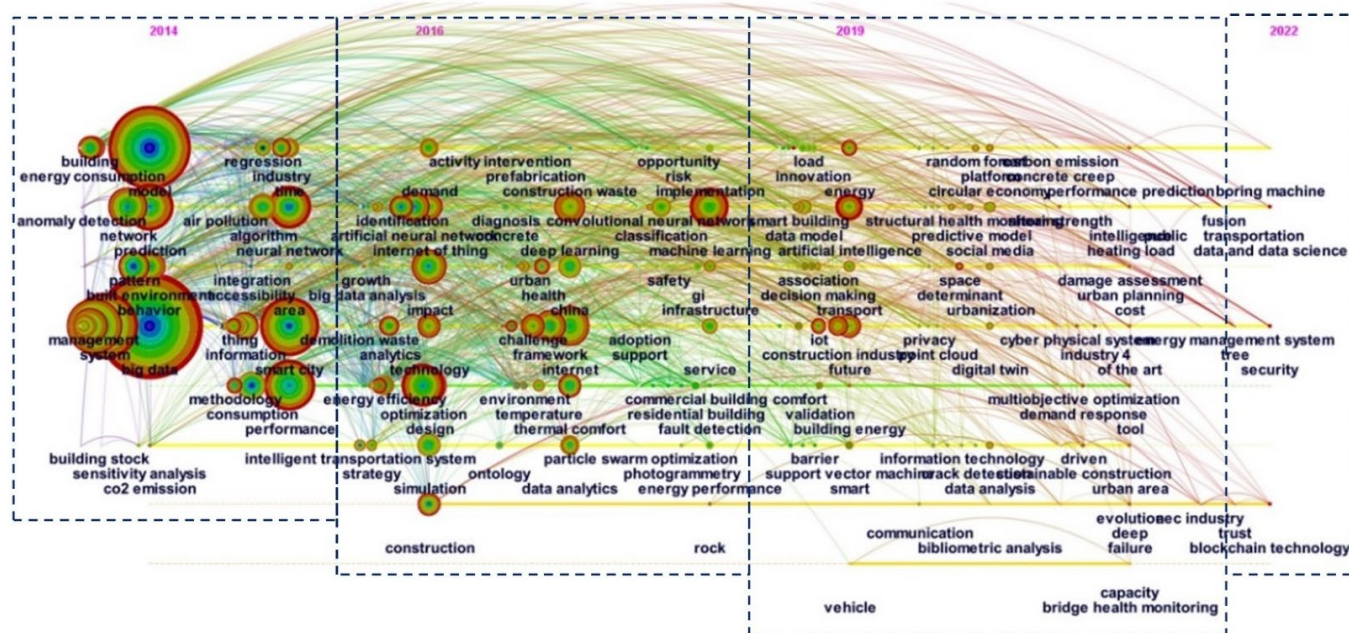 2014 2016 2019 2022
building regression activity intervention opportunity load random forest carbon emission
energy consumption industry prefabrication risk innovation platform concrete creep
model time demand construction waste implementation energy circular economy performance prediction boring machine
anomaly detection air pollution identification diagnosis convolutional neural network smart building structural health monitoring shear strength fusion
network algorithm artificial neural network concrete classification data model predictive model intelligence public transportation
prediction neural network internet of thing deep learning machine learning artificial intelligence social media heating load data and data science
pattern integration growth urban safety association space damage assessment
built environment accessibility big data analysis health gi decision making determinant urban planning
behavior area impact china infrastructure transport urbanization cost
management thing demolition waste challenge adoption iot privacy cyber physical system energy management system
system information analytics framework support construction industry point cloud industry 4 tree
big data smart city technology internet service future digital twin of the art security
methodology energy efficiency environment commercial building comfort multiobjective optimization
consumption optimization temperature residential building validation demand response
performance design thermal comfort fault detection building energy tool
building stock intelligent transportation system particle swarm optimization barrier information technology driven
sensitivity analysis strategy ontology photogrammetry support vector machine crack detection sustainable construction
co2 emission simulation data analytics energy performance smart data analysis urban area
evolution aec industry
communication deep trust
construction rock bibliometric analysis failure blockchain technology
capacity
vehicle bridge health monitoring